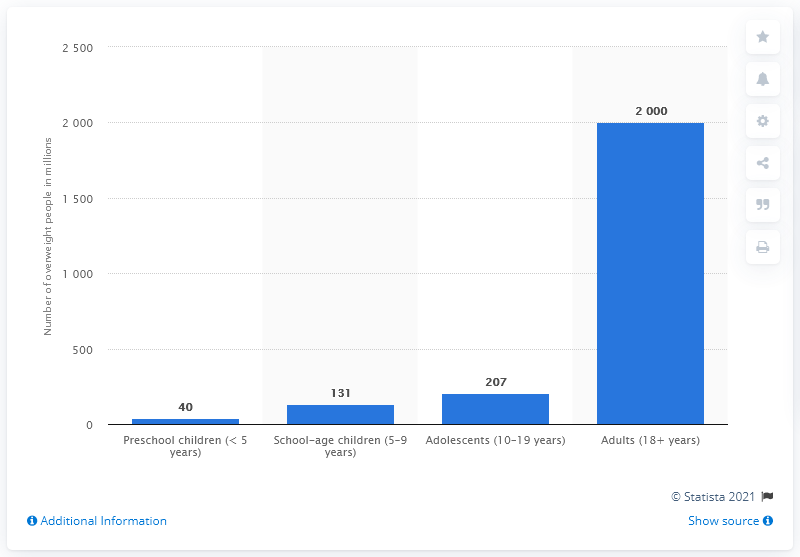 2 500
2 000
1 500
1 000
500
0
Number of overweight people in millions
40
131
207
2 000
Preschool children (< 5
years)
School-age children (5-9
years)
Adolescents (10-19 years)
Adults (18+ years)
© Statista 2021
Additional Information
Show source